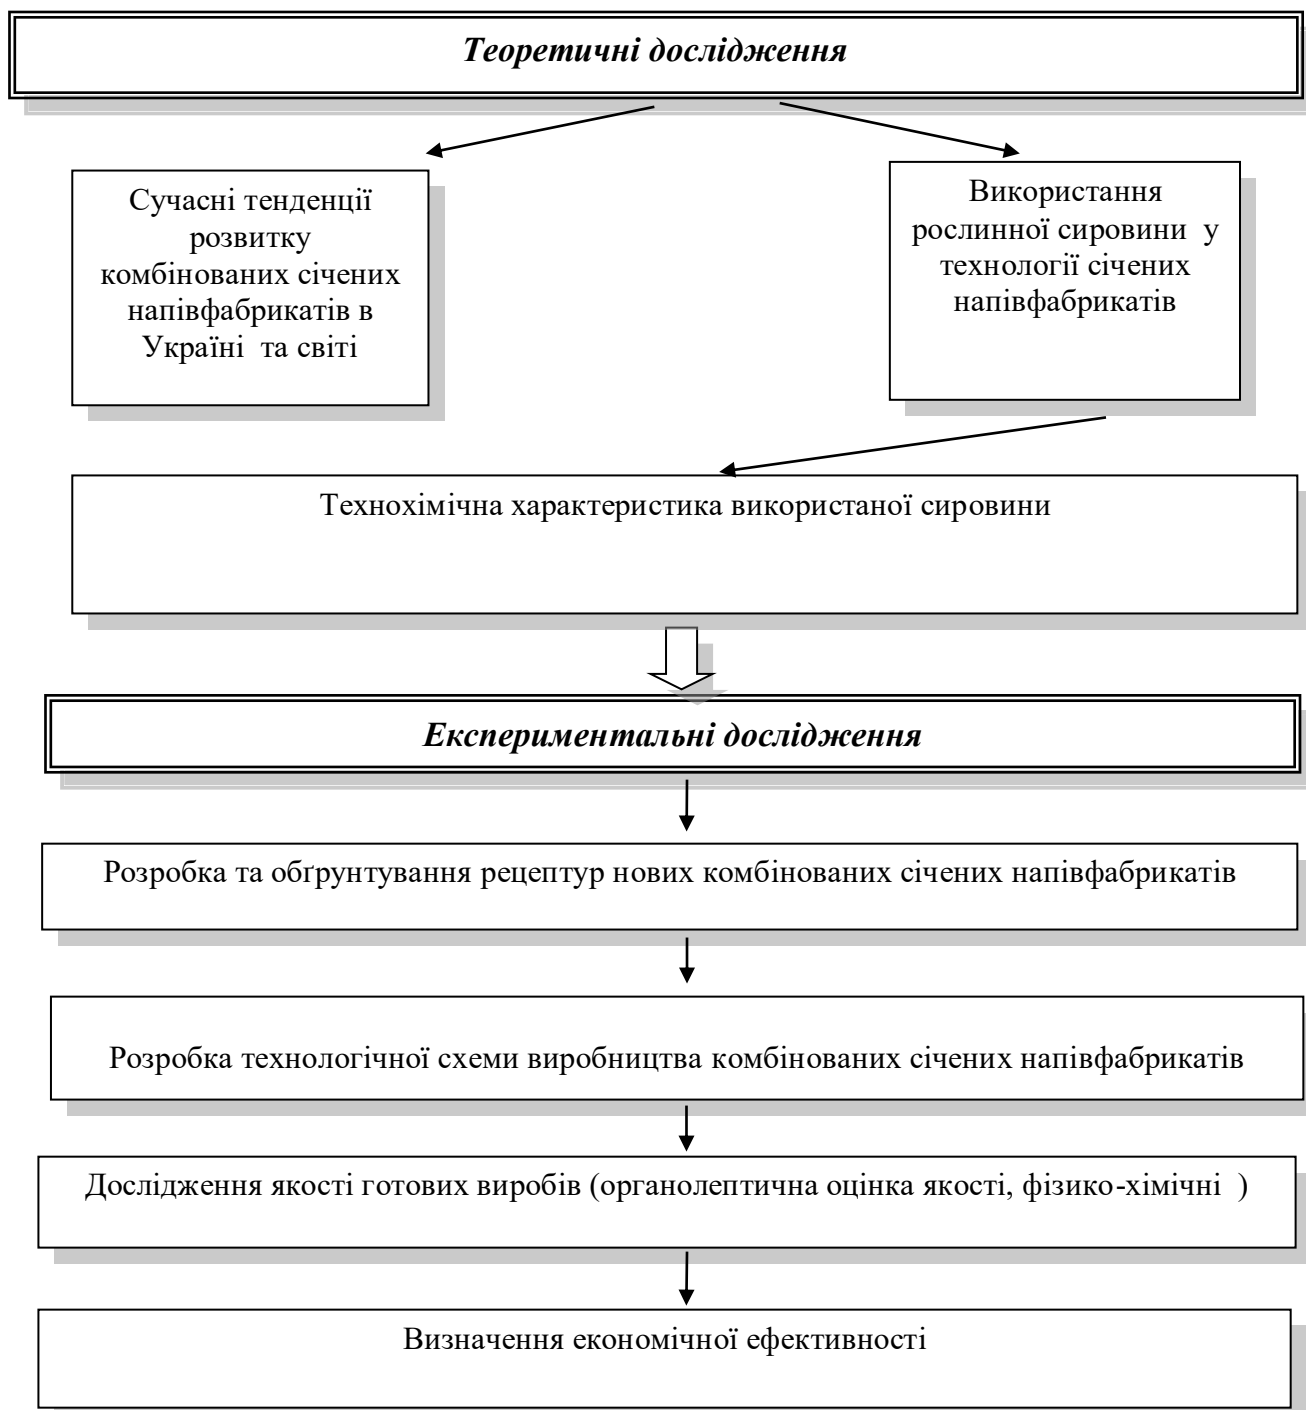 Теоретичні дослідження
Сучасні тенденції
розвитку
комбінованих січених
напівфабрикатів в
Україні та світі
Використання
рослинної сировини у
технології січених
напівфабрикатів
Технохімічна характеристика використаної сировини
Експериментальні дослідження
Розробка та обґрунтування рецептур нових комбінованих січених напівфабрикатів
Розробка технологічної схеми виробництва комбінованих січених напівфабрикатів
Дослідження якості готових виробів (органолептична оцінка якості, фізико-хімічні )
Визначення економічної ефективності